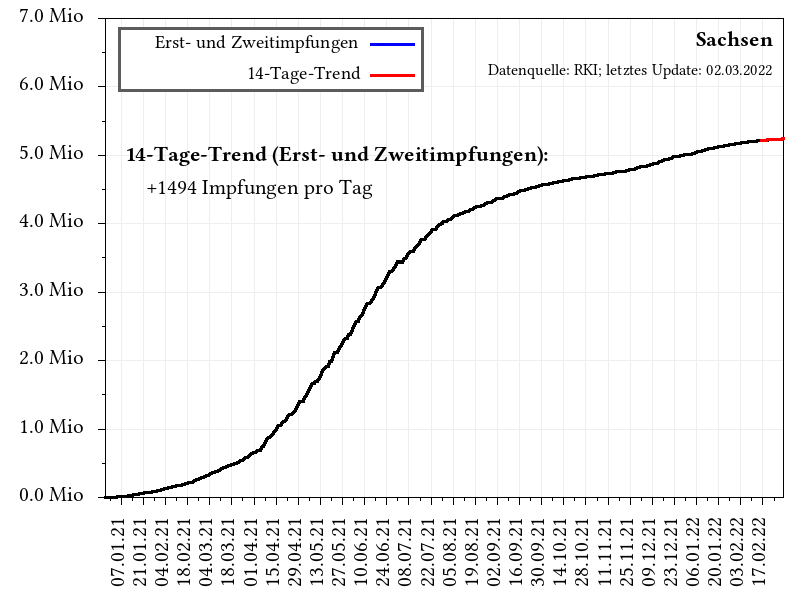 7.0 Mio
6.0 Mio
5.0 Mio
4.0 Mio
3.0 Mio
2.0 Mio
1.0 Mio
0.0 Mio
Erst- und Zweitimpfungen
14-Tage-Trend
Sachsen
Datenquelle: RKI; letztes Update: 02.03.2022
14-Tage-Trend (Erst- und Zweitimpfungen):
+1494 Impfungen pro Tag
07.01.21
21.01.21
04.02.21
18.02.21
04.03.21
18.03.21
01.04.21
15.04.21
29.04.21
13.05.21
27.05.21
10.06.21
24.06.21
08.07.21
22.07.21
05.08.21
19.08.21
02.09.21
16.09.21
30.09.21
14.10.21
28.10.21
11.11.21
25.11.21
09.12.21
23.12.21
06.01.22
20.01.22
03.02.22
17.02.22